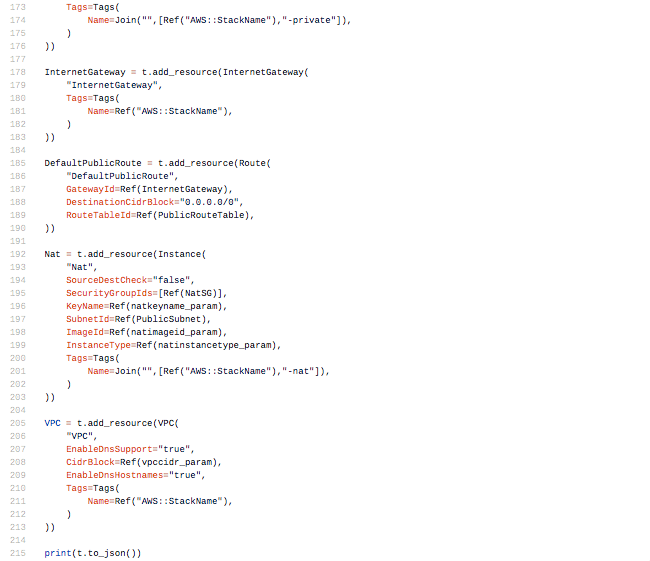 173 Tags=Tags(
174 Name=Join("",[Ref("AWS::StackName"),"-private"]),
175 )
176 ))
177
178 InternetGateway = t.add_resource(InternetGateway(
179 "InternetGateway",
180 Tags=Tags(
181 Name=Ref("AWS::StackName"),
182 )
183 ))
184
185 DefaultPublicRoute = t.add_resource(Route(
186 "DefaultPublicRoute",
187 GatewayId=Ref(InternetGateway),
188 DestinationCidrBlock="0.0.0.0/0",
189 RouteTableId=Ref(PublicRouteTable),
190 ))
191
192 Nat = t.add_resource(Instance(
193 "Nat",
194 SourceDestCheck="false",
195 SecurityGroupIds=[Ref(NatSG)],
196 KeyName=Ref(natkeyname_param),
197 SubnetId=Ref(PublicSubnet),
198 ImageId=Ref(natimageid_param),
199 InstanceType=Ref(natinstancetype_param),
200 Tags=Tags(
201 Name=Join("",[Ref("AWS::StackName"),"-nat"]),
202 )
203 ))
204
205 VPC = t.add_resource(VPC(
206 "VPC",
207 EnableDnsSupport="true",
208 CidrBlock=Ref(vpccidr_param),
209 EnableDnsHostnames="true",
210 Tags=Tags(
211 Name=Ref("AWS::StackName"),
212 )
213 ))
214
215 print(t.to_json())